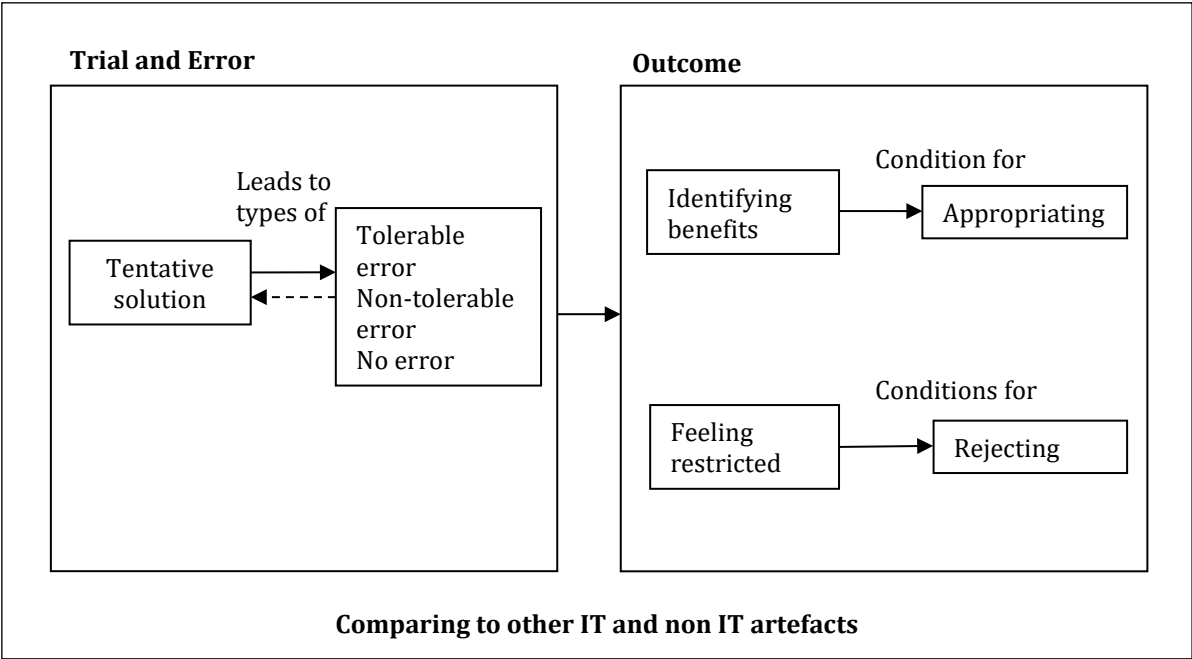 Trial and Error
Leads to
types of
Tentative
solution
Tolerable
error
Non-tolerable
error
No error
Outcome
Condition for
Identifying
benefits
Appropriating
Conditions for
Feeling
restricted
Rejecting
Comparing to other IT and non IT artefacts